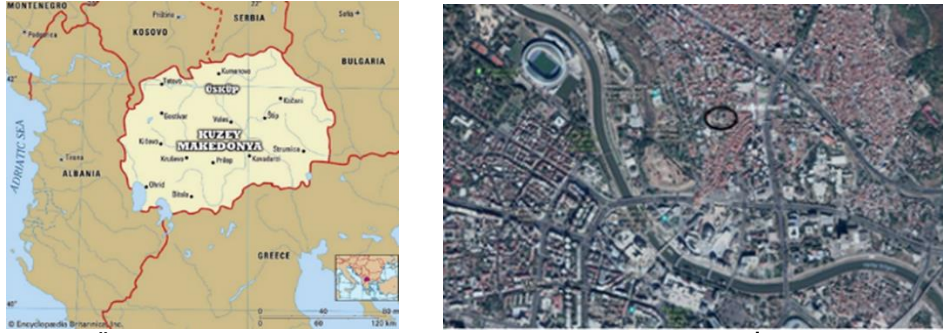 MONTENEGRO
SERBIA
Priština
KOSOVO
Sofia
Podgorica
BULGARIA
42°
Kumanovo
Tetovo
ÜSKÜP
Kočani
Gostivar
Veles
Štip
KUZEY
MAKEDONYA
Kičevo
Strumica
Kruševo
Prilep
Kavadarci
ADRIATIC SEA
Tirana
ALBANIA
Ohrid
Bitola
GREECE
40°
0
60
120 km
© Encyclopædia Britannica, Inc.